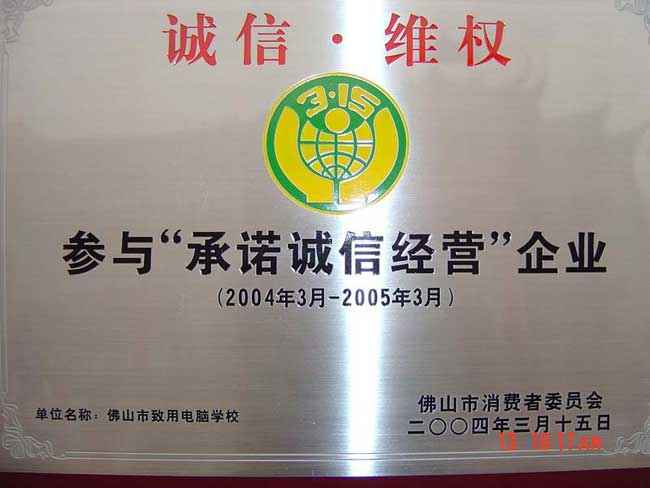 诚信·维权
3·15
参与“承诺诚信经营”企业
(2004年3月-2005年3月)
单位名称：佛山市致用电脑学校
佛山市消费者委员会
二〇〇四年三月十五日